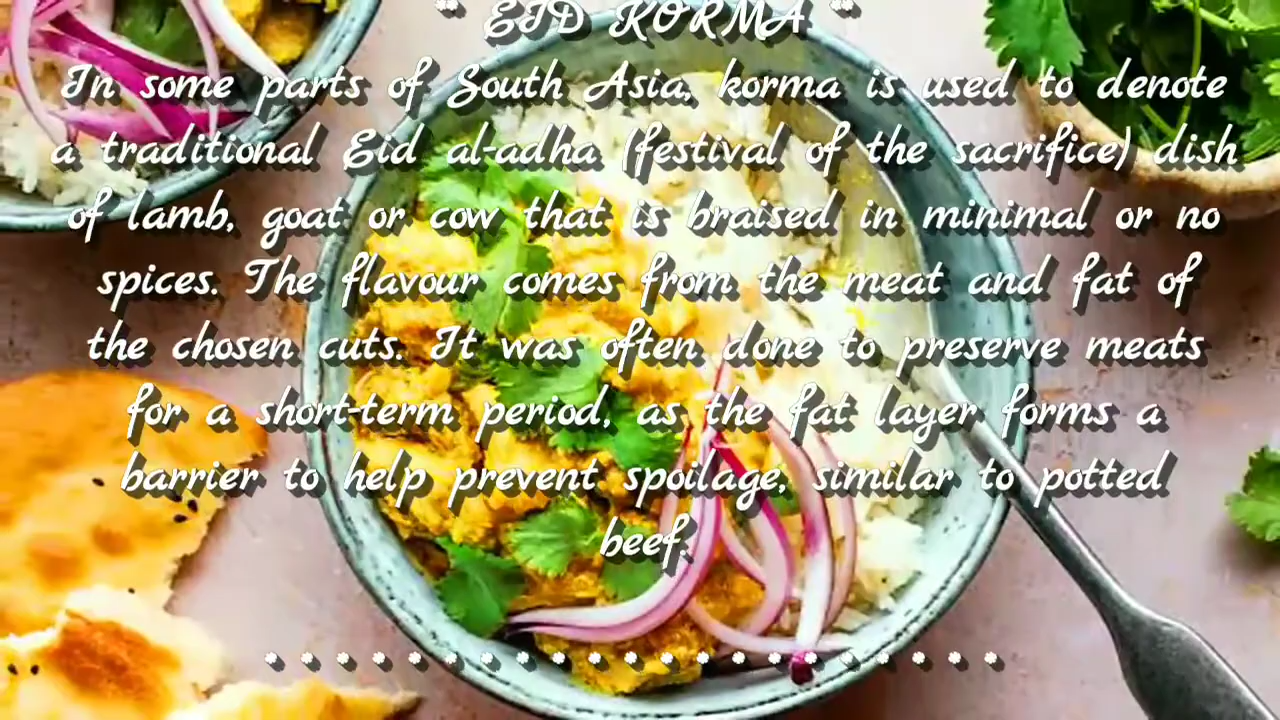 " EID KORMA "
In some parts of South Asia, korma is used to denote
a traditional Eid al-adha (festival of the sacrifice) dish
of lamb, goat or cow that is braised in minimal or no
spices. The flavour comes from the meat and fat of
the chosen cuts. It was often done to preserve meats
for a short-term period, as the fat layer forms a
barrier to help prevent spoilage, similar to potted
beef.
.....................